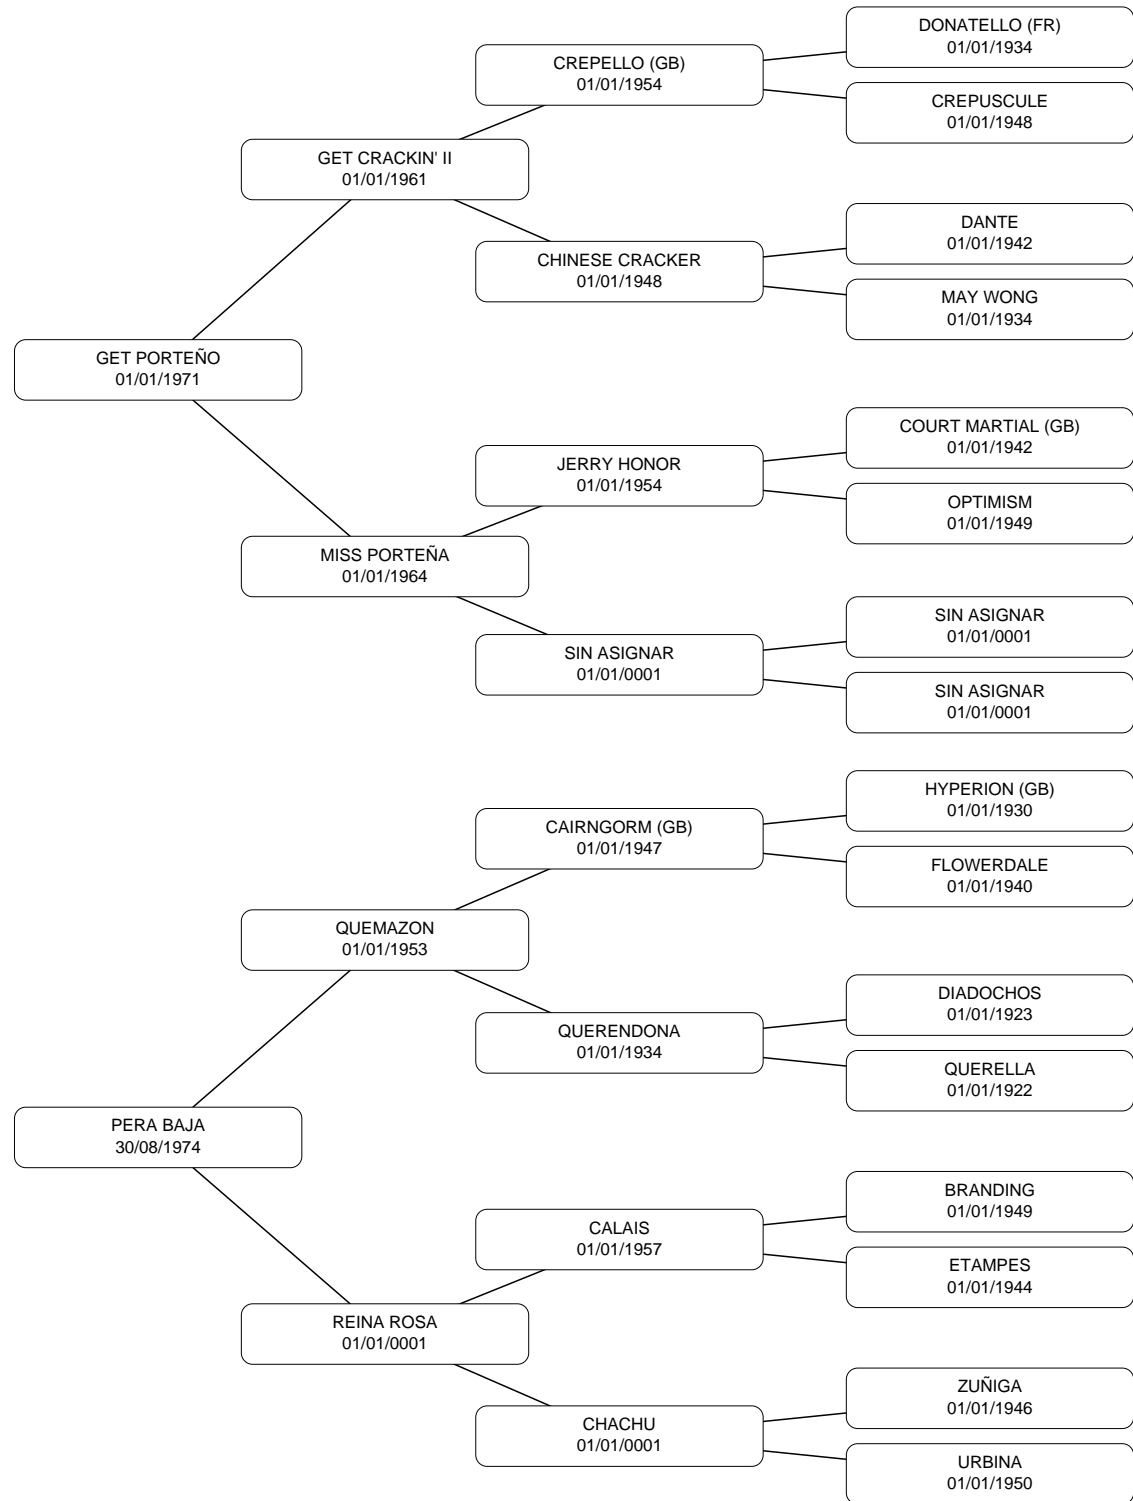 DONATELLO (FR)
01/01/1934
CREPELLO (GB)
01/01/1954
CREPUSCULE
01/01/1948
GET CRACKIN' II
01/01/1961
DANTE
01/01/1942
CHINESE CRACKER
01/01/1948
MAY WONG
01/01/1934
GET PORTEÑO
01/01/1971
COURT MARTIAL (GB)
01/01/1942
JERRY HONOR
01/01/1954
OPTIMISM
01/01/1949
MISS PORTEÑA
01/01/1964
SIN ASIGNAR
01/01/0001
SIN ASIGNAR
01/01/0001
SIN ASIGNAR
01/01/0001
HYPERION (GB)
01/01/1930
CAIRNGORM (GB)
01/01/1947
FLOWERDALE
01/01/1940
QUEMAZON
01/01/1953
DIADOCHOS
01/01/1923
QUERENDONA
01/01/1934
QUERELLA
01/01/1922
PERA BAJA
30/08/1974
BRANDING
01/01/1949
CALAIS
01/01/1957
ETAMPES
01/01/1944
REINA ROSA
01/01/0001
ZUÑIGA
01/01/1946
CHACHU
01/01/0001
URBINA
01/01/1950